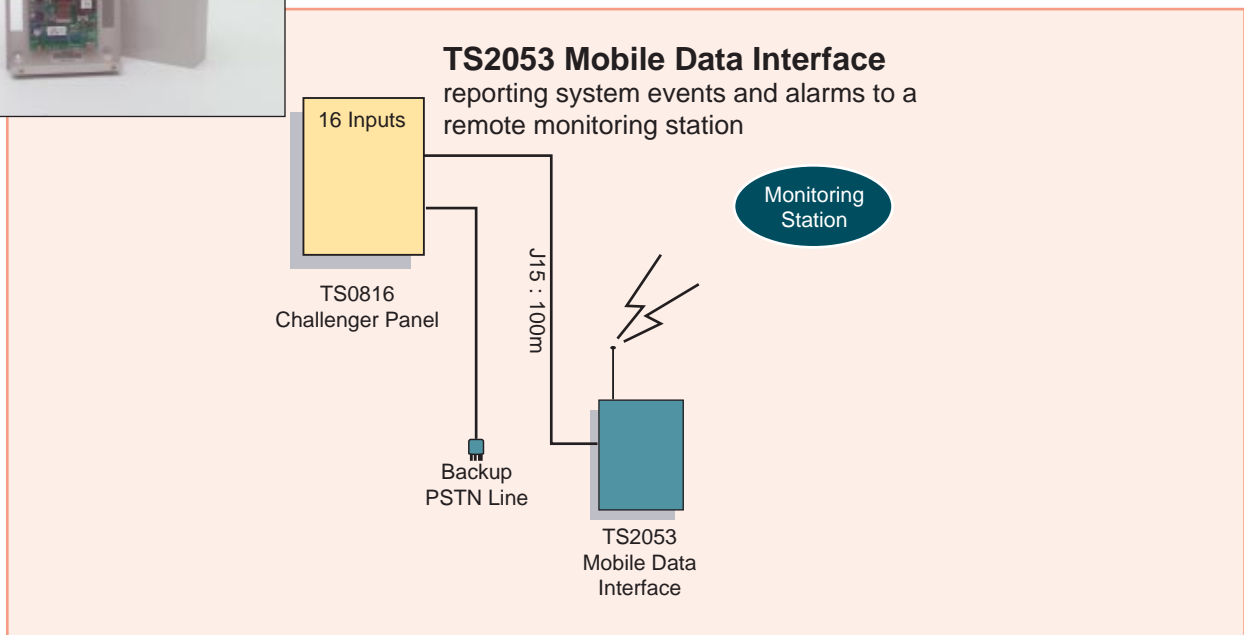 TS2053 Mobile Data Interface
reporting system events and alarms to a
remote monitoring station
16 Inputs
Monitoring
Station
J15 : 100m
TS0816
Challenger Panel
Backup
PSTN Line
TS2053
Mobile Data
Interface